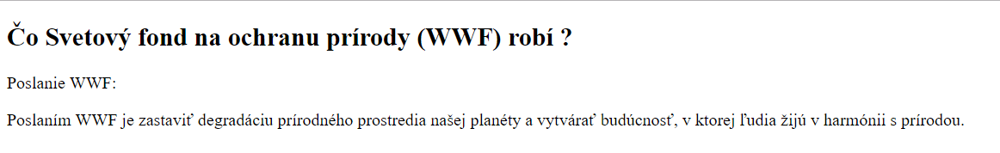 Čo Svetový fond na ochranu prírody (WWF) robí ?
Poslanie WWF:
Poslaním WWF je zastaviť degradáciu prírodného prostredia našej planéty a vytvárať budúcnosť, v ktorej ľudia žijú v harmónii s prírodou.